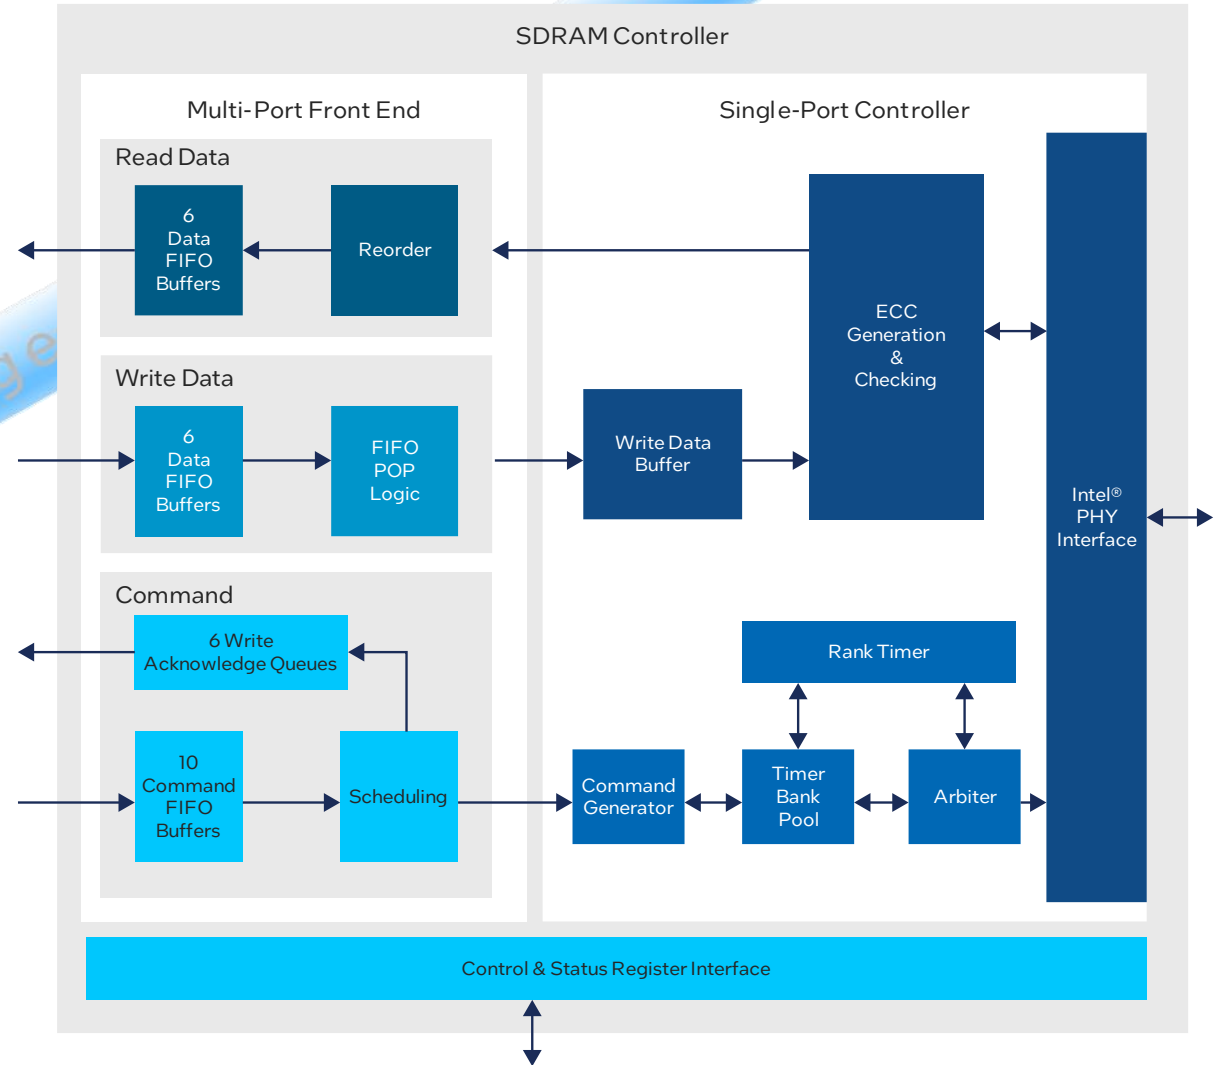 SDRAM Controller
Multi-Port Front End
Single-Port Controller
Read Data
6
Data
FIFO
Buffers
Reorder
ECC
Generation
&
Checking
Write Data
6
Data
FIFO
Buffers
FIFO
POP
Logic
Write Data
Buffer
Intel®
PHY
Interface
Command
6 Write
Acknowledge Queues
Rank Timer
10
Command
FIFO
Buffers
Scheduling
Command
Generator
Timer
Bank
Pool
Arbiter
Control & Status Register Interface
ge